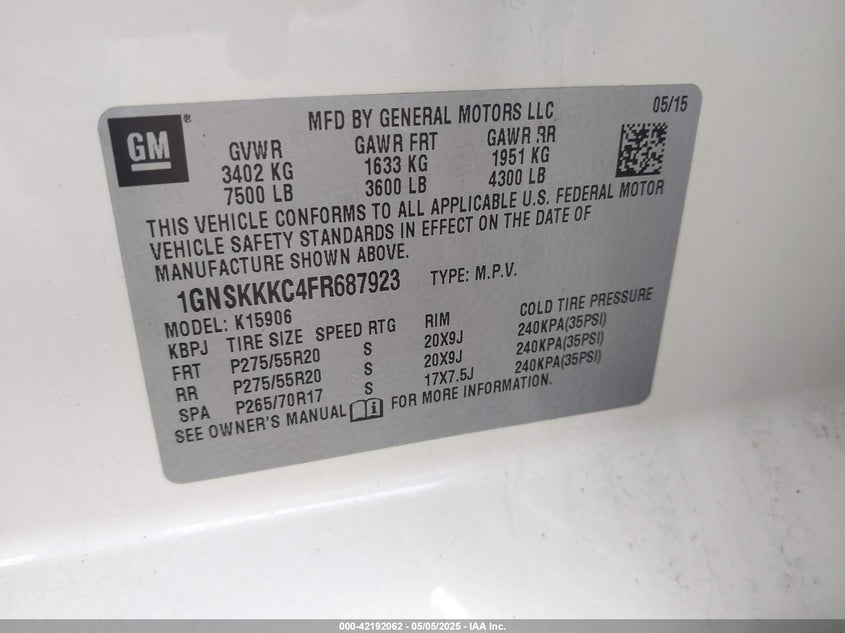 GM®
MFD BY GENERAL MOTORS LLC 05/15
GVWR GAWR FRT GAWR RR
3402 KG 1633 KG 1951 KG
7500 LB 3600 LB 4300 LB
THIS VEHICLE CONFORMS TO ALL APPLICABLE U.S. FEDERAL MOTOR
VEHICLE SAFETY STANDARDS IN EFFECT ON THE DATE OF
MANUFACTURE SHOWN ABOVE.
1GNSKKKC4FR687923 TYPE: M.P.V.
MODEL: K15906
KBPJ TIRE SIZE SPEED RTG RIM COLD TIRE PRESSURE
FRT P275/55R20 S 20X9J 240KPA(35PSI)
RR P275/55R20 S 20X9J 240KPA(35PSI)
SPA P265/70R17 S 17X7.5J 240KPA(35PSI)
SEE OWNER'S MANUAL FOR MORE INFORMATION.
000-42192062 - 05/05/2025 - IAA Inc.